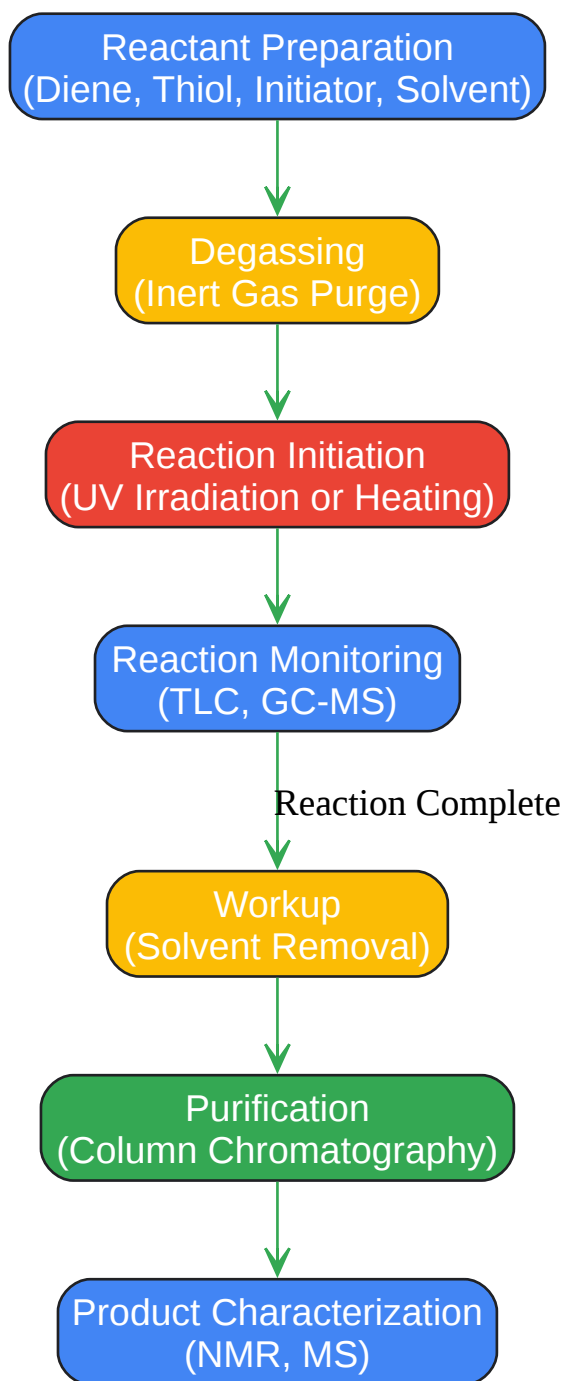 Reactant Preparation
(Diene, Thiol, Initiator, Solvent)
Degassing
(Inert Gas Purge)
Reaction Initiation
(UV Irradiation or Heating)
Reaction Monitoring
(TLC, GC-MS)
Reaction Complete
Workup
(Solvent Removal)
Purification
(Column Chromatography)
Product Characterization
(NMR, MS)